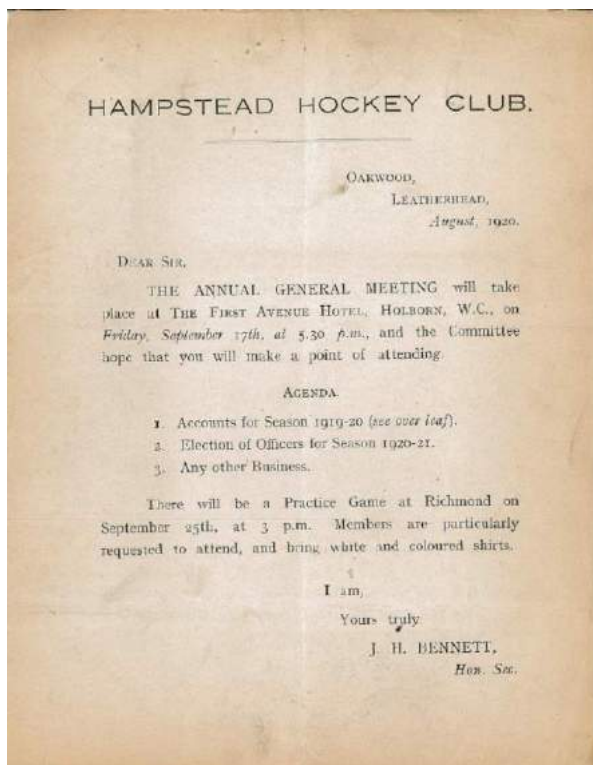 HAMPSTEAD HOCKEY CLUB.
OAKWOOD,
LEATHERHEAD,
August, 1920.
DEAR SIR,
THE ANNUAL GENERAL MEETING will take
place at THE FIRST AVENUE HOTEL, HOLBORN, W.C., on
Friday, September 17th, at 5.30 p.m., and the Committee
hope that you will make a point of attending.
AGENDA.
1. Accounts for Season 1919-20 (see over leaf).
2. Election of Officers for Season 1920-21.
3. Any other Business.
There will be a Practice Game at Richmond on
September 25th, at 3 p.m. Members are particularly
requested to attend, and bring white and coloured shirts.
I am,
Yours truly,
J. H. BENNETT,
Hon. Sec.